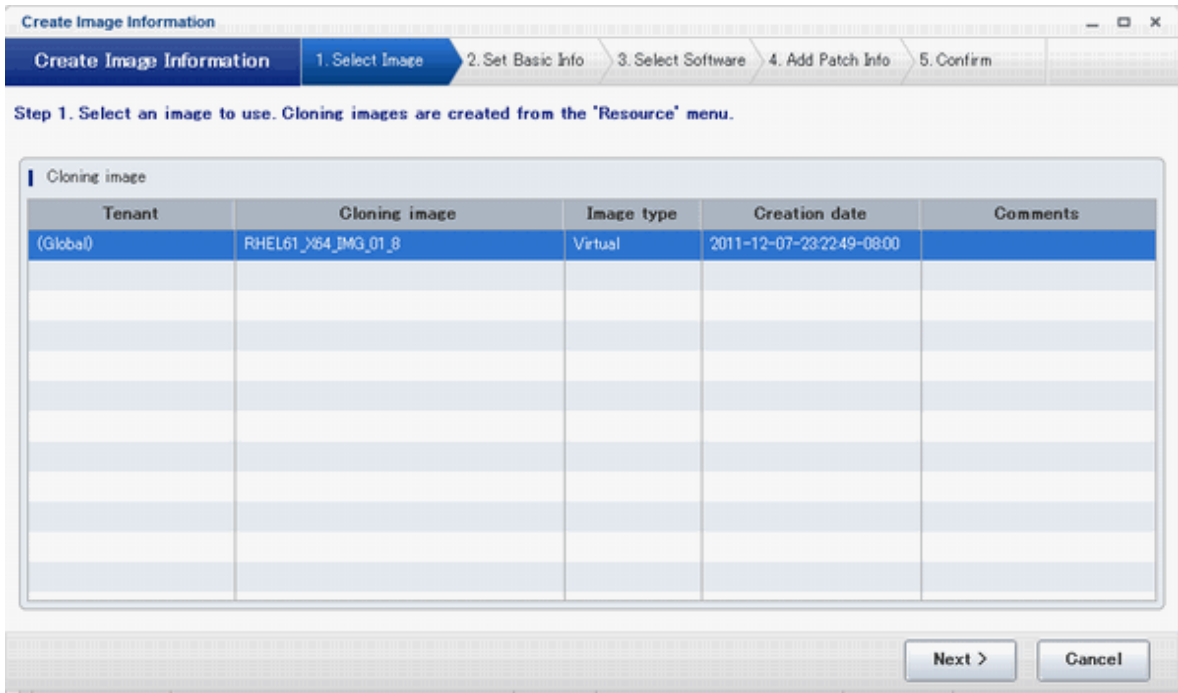 Create Image Information
Create Image Information 1. Select Image 2. Set Basic Info 3. Select Software 4. Add Patch Info 5. Confirm
Step 1. Select an image to use. Cloning images are created from the "Resource" menu.
Cloning image
Tenant Cloning image Image type Creation date Comments
(Global) RHEL61_X64_IMG_01_8 Virtual 2011-12-07-23:22:49-08:00
Next > Cancel